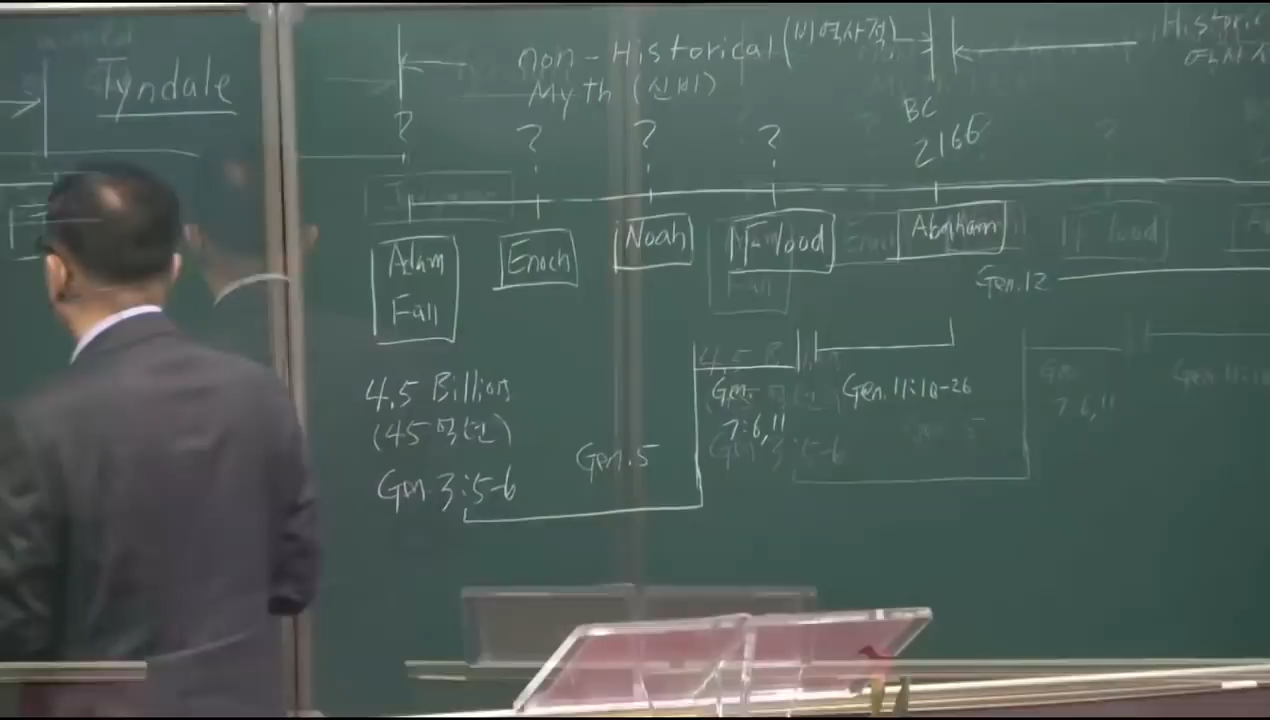 Tyndale
non-Historical (비역사적)
Myth (신비)
Historic
?
?
?
?
BC
2166
Adam
Fall
Enoch
Noah
N Flood
Abraham
Gen. 12
4.5 Billion
(45억년)
Gen. 3:5-6
Gen. 5
Gen.
7:6, 11
Gen. 11:10-26